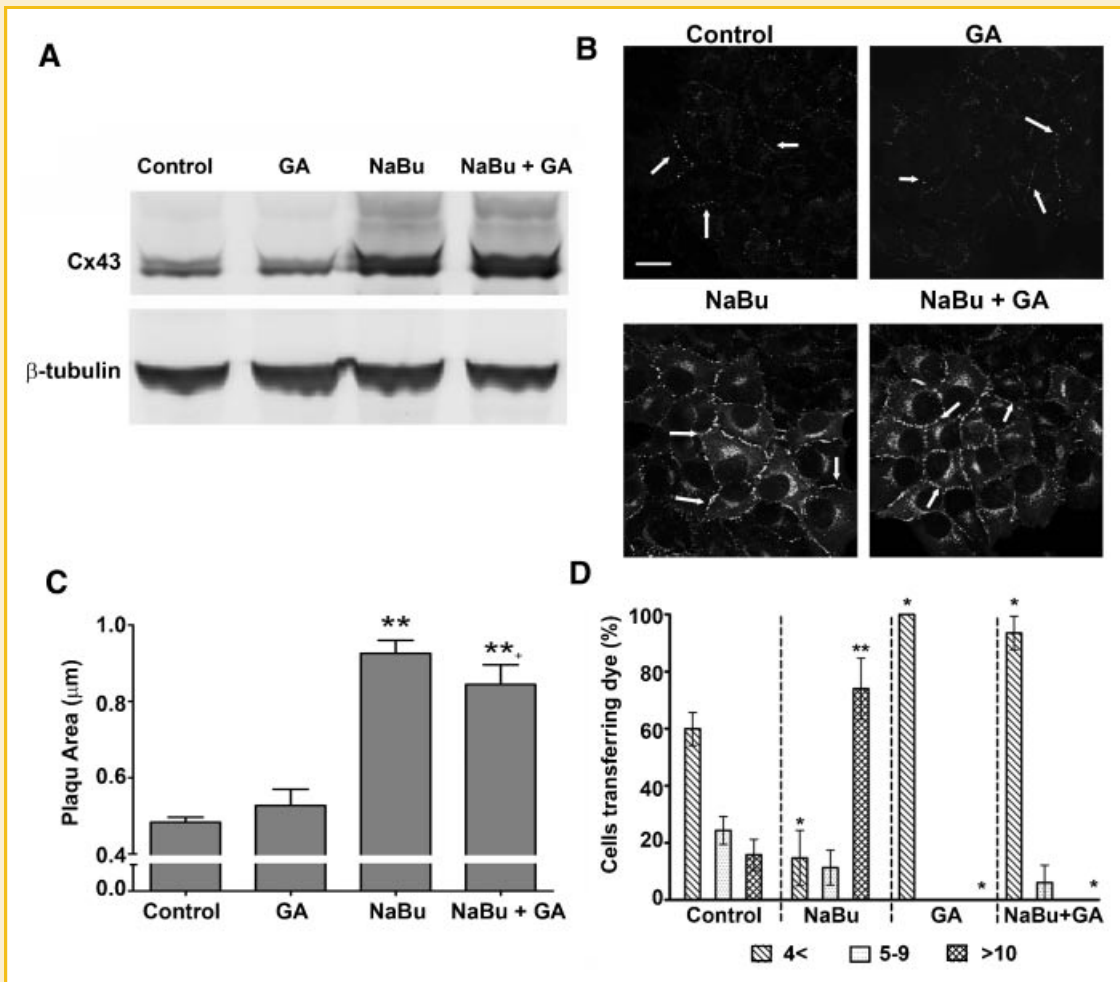 A
Control GA NaBu NaBu + GA
Cx43
β-tubulin
B
Control GA
NaBu NaBu + GA
C
Plaqu Area (μm)
1.0
0.8
0.6
0.4
0.0
** **+
Control GA NaBu NaBu + GA
D
Cells transferring dye (%)
100
80
60
40
20
0
* ** * * * *
Control NaBu GA NaBu+GA
4< 5-9 >10